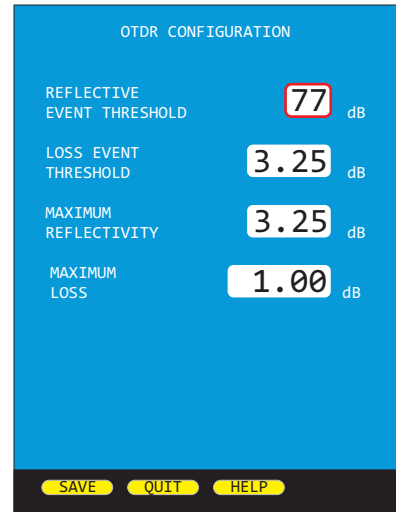 OTDR CONFIGURATION
REFLECTIVE
EVENT THRESHOLD 77 dB
LOSS EVENT
THRESHOLD 3.25 dB
MAXIMUM
REFLECTIVITY 3.25 dB
MAXIMUM
LOSS 1.00 dB
SAVE QUIT HELP